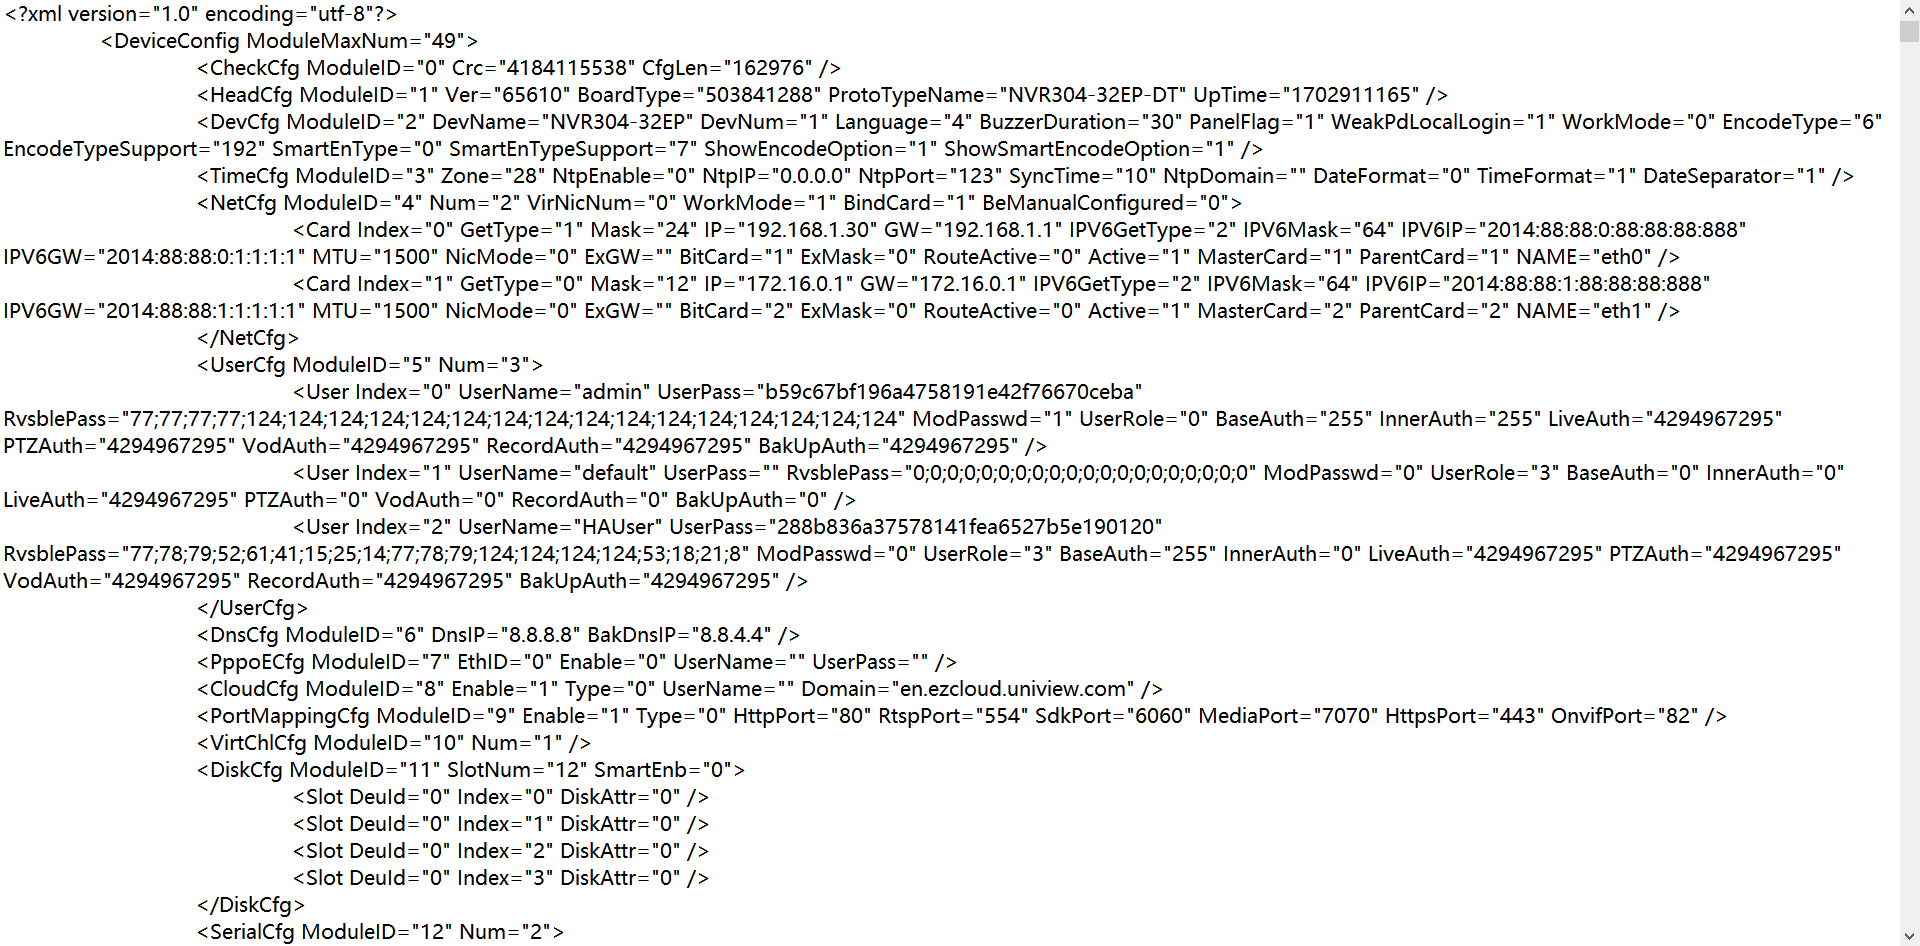 <?xml version="1.0" encoding="utf-8"?>
<DeviceConfig ModuleMaxNum="49">
<CheckCfg ModuleID="0" Crc="4184115538" CfgLen="162976" />
<HeadCfg ModuleID="1" Ver="65610" BoardType="503841288" ProtoTypeName="NVR304-32EP-DT" UpTime="1702911165" />
<DevCfg ModuleID="2" DevName="NVR304-32EP" DevNum="1" Language="4" BuzzerDuration="30" PanelFlag="1" WeakPdLocalLogin="1" WorkMode="0" EncodeType="6"
EncodeTypeSupport="192" SmartEnType="0" SmartEnTypeSupport="7" ShowEncodeOption="1" ShowSmartEncodeOption="1" />
<TimeCfg ModuleID="3" Zone="28" NtpEnable="0" NtpIP="0.0.0.0" NtpPort="123" SyncTime="10" NtpDomain="" DateFormat="0" TimeFormat="1" DateSeparator="1" />
<NetCfg ModuleID="4" Num="2" VirNicNum="0" WorkMode="1" BindCard="1" BeManualConfigured="0">
<Card Index="0" GetType="1" Mask="24" IP="192.168.1.30" GW="192.168.1.1" IPV6GetType="2" IPV6Mask="64" IPV6IP="2014:88:88:0:88:88:88:888"
IPV6GW="2014:88:88:0:1:1:1:1" MTU="1500" NicMode="0" ExGW="" BitCard="1" ExMask="0" RouteActive="0" Active="1" MasterCard="1" ParentCard="1" NAME="eth0" />
<Card Index="1" GetType="0" Mask="12" IP="172.16.0.1" GW="172.16.0.1" IPV6GetType="2" IPV6Mask="64" IPV6IP="2014:88:88:1:88:88:88:888"
IPV6GW="2014:88:88:1:1:1:1:1" MTU="1500" NicMode="0" ExGW="" BitCard="2" ExMask="0" RouteActive="0" Active="1" MasterCard="2" ParentCard="2" NAME="eth1" />
</NetCfg>
<UserCfg ModuleID="5" Num="3">
<User Index="0" UserName="admin" UserPass="b59c67bf196a4758191e42f76670ceba"
RvsblePass="77;77;77;77;124;124;124;124;124;124;124;124;124;124;124;124;124;124;124;124" ModPasswd="1" UserRole="0" BaseAuth="255" InnerAuth="255" LiveAuth="4294967295"
PTZAuth="4294967295" VodAuth="4294967295" RecordAuth="4294967295" BakUpAuth="4294967295" />
<User Index="1" UserName="default" UserPass="" RvsblePass="0;0;0;0;0;0;0;0;0;0;0;0;0;0;0;0;0;0;0;0" ModPasswd="0" UserRole="3" BaseAuth="0" InnerAuth="0"
LiveAuth="4294967295" PTZAuth="0" VodAuth="0" RecordAuth="0" BakUpAuth="0" />
<User Index="2" UserName="HAUser" UserPass="288b836a37578141fea6527b5e190120"
RvsblePass="77;78;79;52;61;41;15;25;14;77;78;79;124;124;124;124;53;18;21;8" ModPasswd="0" UserRole="3" BaseAuth="255" InnerAuth="0" LiveAuth="4294967295" PTZAuth="4294967295"
VodAuth="4294967295" RecordAuth="4294967295" BakUpAuth="4294967295" />
</UserCfg>
<DnsCfg ModuleID="6" DnsIP="8.8.8.8" BakDnsIP="8.8.4.4" />
<PppoECfg ModuleID="7" EthID="0" Enable="0" UserName="" UserPass="" />
<CloudCfg ModuleID="8" Enable="1" Type="0" UserName="" Domain="en.ezcloud.uniview.com" />
<PortMappingCfg ModuleID="9" Enable="1" Type="0" HttpPort="80" RtspPort="554" SdkPort="6060" MediaPort="7070" HttpsPort="443" OnvifPort="82" />
<VirtChlCfg ModuleID="10" Num="1" />
<DiskCfg ModuleID="11" SlotNum="12" SmartEnb="0">
<Slot DeuId="0" Index="0" DiskAttr="0" />
<Slot DeuId="0" Index="1" DiskAttr="0" />
<Slot DeuId="0" Index="2" DiskAttr="0" />
<Slot DeuId="0" Index="3" DiskAttr="0" />
</DiskCfg>
<SerialCfg ModuleID="12" Num="2">